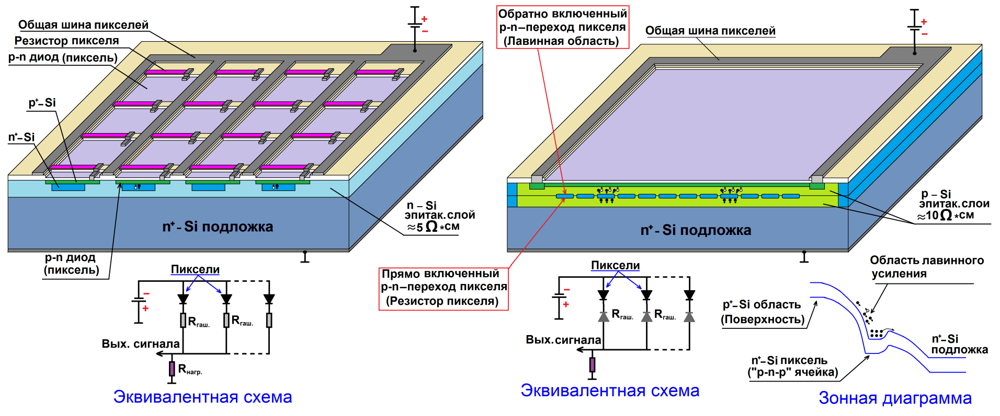 Общая шина пикселей
Резистор пикселя
p-n диод (пиксель)
p⁺– Si
n⁺–Si
+
–
n – Si
эпитак.слой
≈5 Ω *см
n⁺- Si подложка
p-n диод
(пиксель)
Пиксели
–
+
Rгаш.
Rгаш.
Вых. сигнала
Rнагр.
Эквивалентная схема
Обратно включенный
p-n–переход пикселя
(Лавинная область)
Общая шина пикселей
+
–
p – Si
эпитак.слои
≈10Ω *см
n⁺- Si подложка
Прямо включенный
p-n–переход пикселя
(Резистор пикселя)
Пиксели
–
+
Rгаш.
Rгаш.
Вых.сигнала
Эквивалентная схема
Область лавинного
усиления
p⁺–Si область
(Поверхность)
n⁺–Si
подложка
n⁺–Si пиксель
("p-n-p" ячейка)
Зонная диаграмма